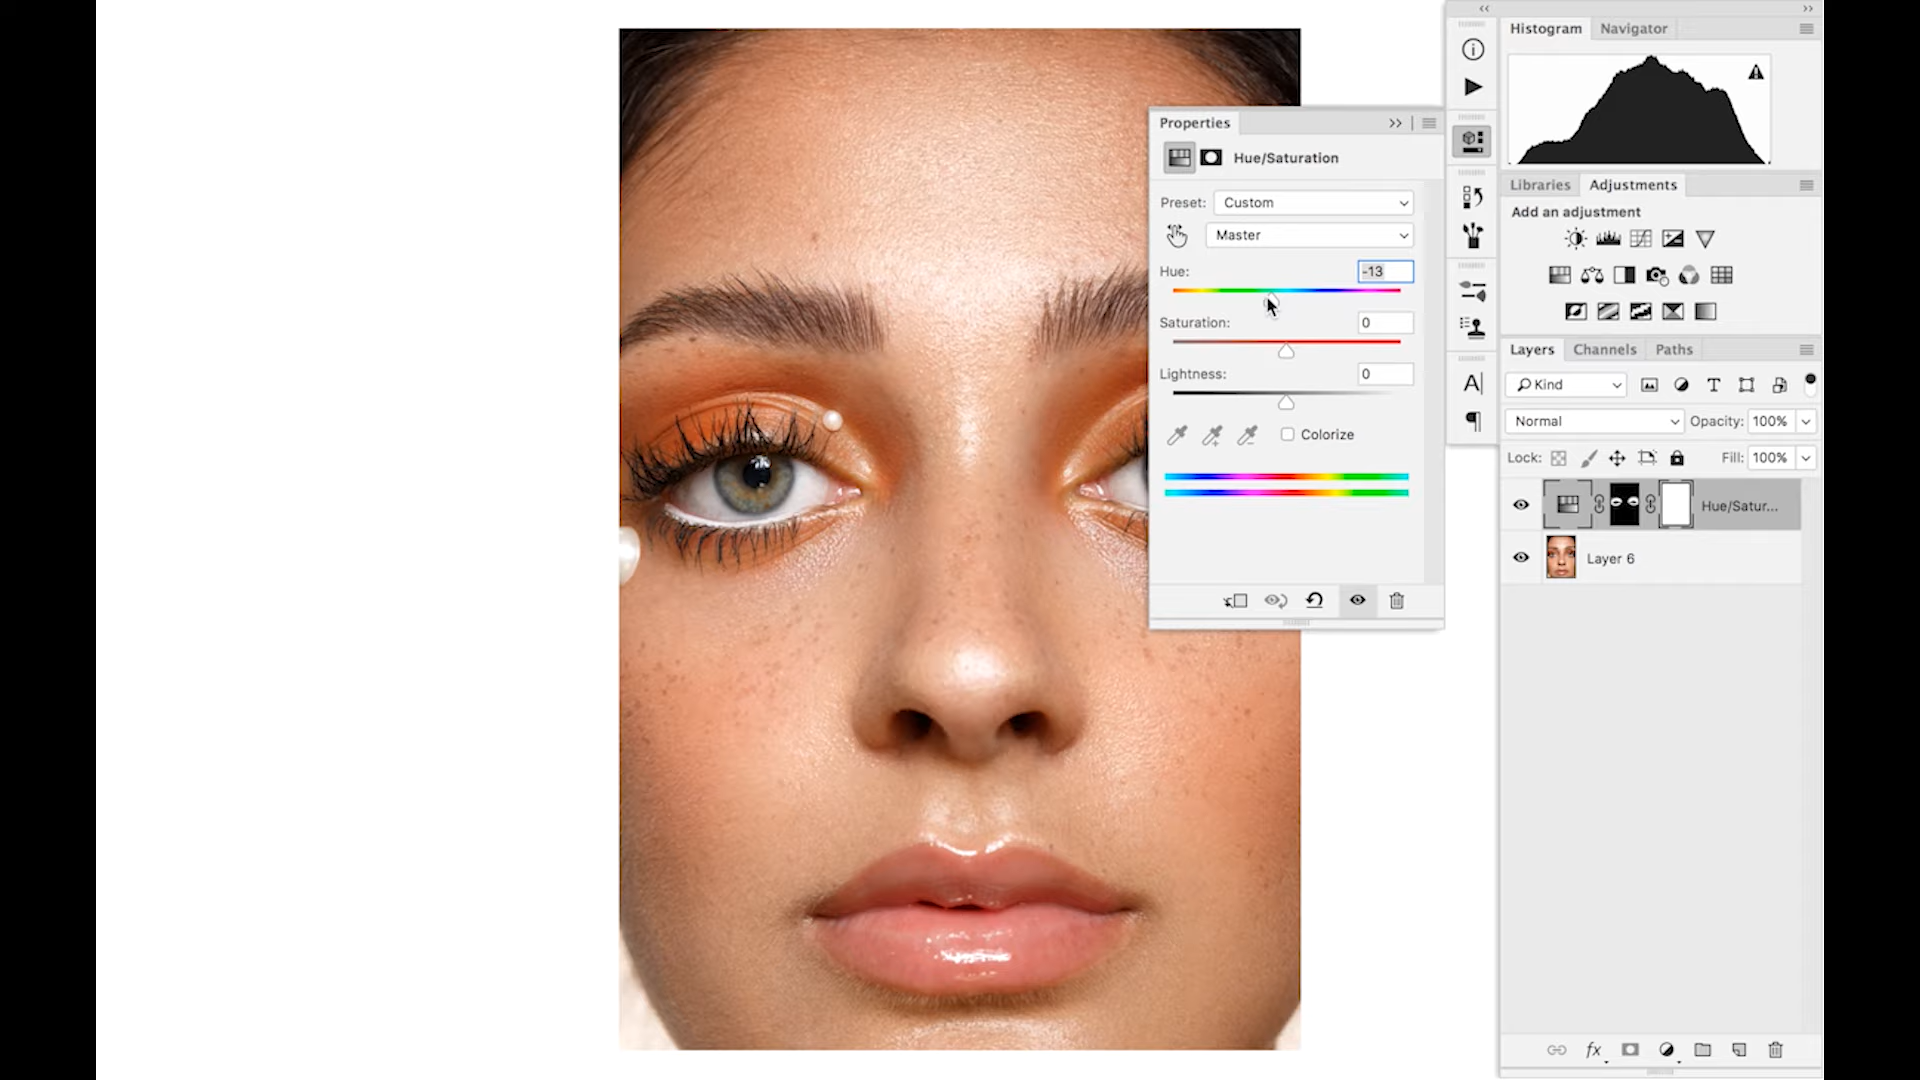 Histogram Navigator
Properties
Hue/Saturation
Preset: Custom
Master
Hue: -13
Saturation: 0
Lightness: 0
Colorize
Libraries Adjustments
Add an adjustment
Layers Channels Paths
Kind
Normal Opacity: 100%
Lock: Fill: 100%
Hue/Satur...
Layer 6
fx